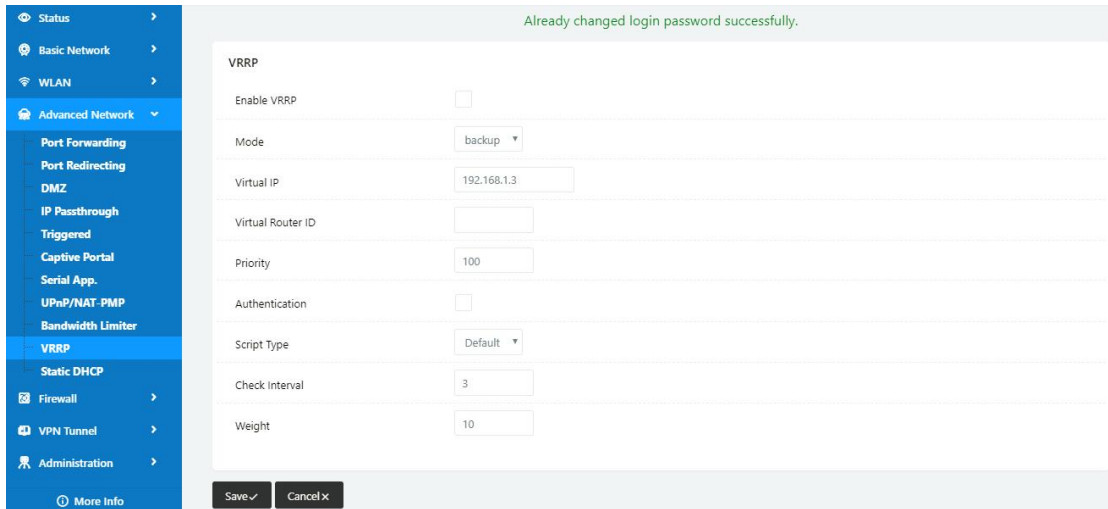 Status
Basic Network
WLAN
Advanced Network
Port Forwarding
Port Redirecting
DMZ
IP Passthrough
Triggered
Captive Portal
Serial App.
UPnP/NAT-PMP
Bandwidth Limiter
VRRP
Static DHCP
Firewall
VPN Tunnel
Administration
More Info
Already changed login password successfully.
VRRP
Enable VRRP
Mode backup
Virtual IP 192.168.1.3
Virtual Router ID
Priority 100
Authentication
Script Type Default
Check Interval 3
Weight 10
Save Cancel